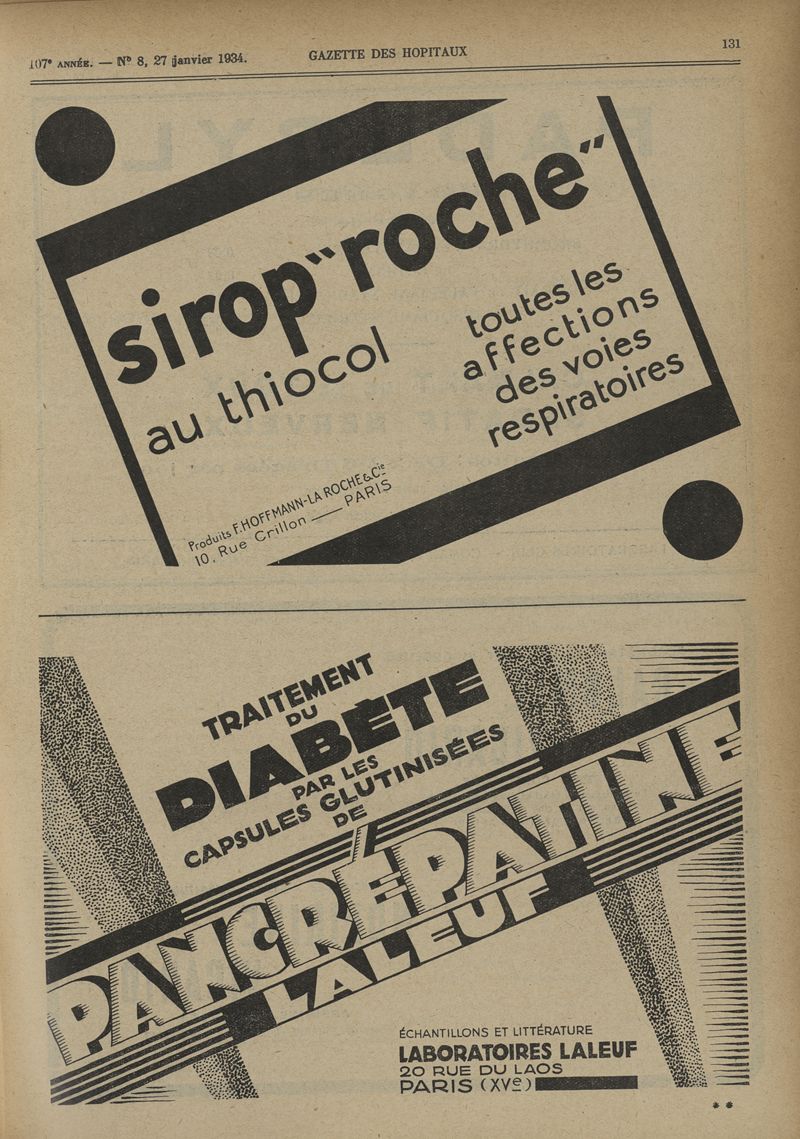 107e ANNÉE. — No 8, 27 janvier 1934.
GAZETTE DES HOPITAUX
131
sirop "roche"
au thiocol
toutes les
affections
des voies
respiratoires
Produits F. HOFFMANN-LA ROCHE & Cie
10, Rue Crillon — PARIS
TRAITEMENT
DU
DIABÈTE
PAR LES
CAPSULES GLUTINISÉES
DE
PANCRÉPATINE
LALEUF
ÉCHANTILLONS ET LITTÉRATURE
LABORATOIRES LALEUF
20 RUE DU LAOS
PARIS (XVe)
* *